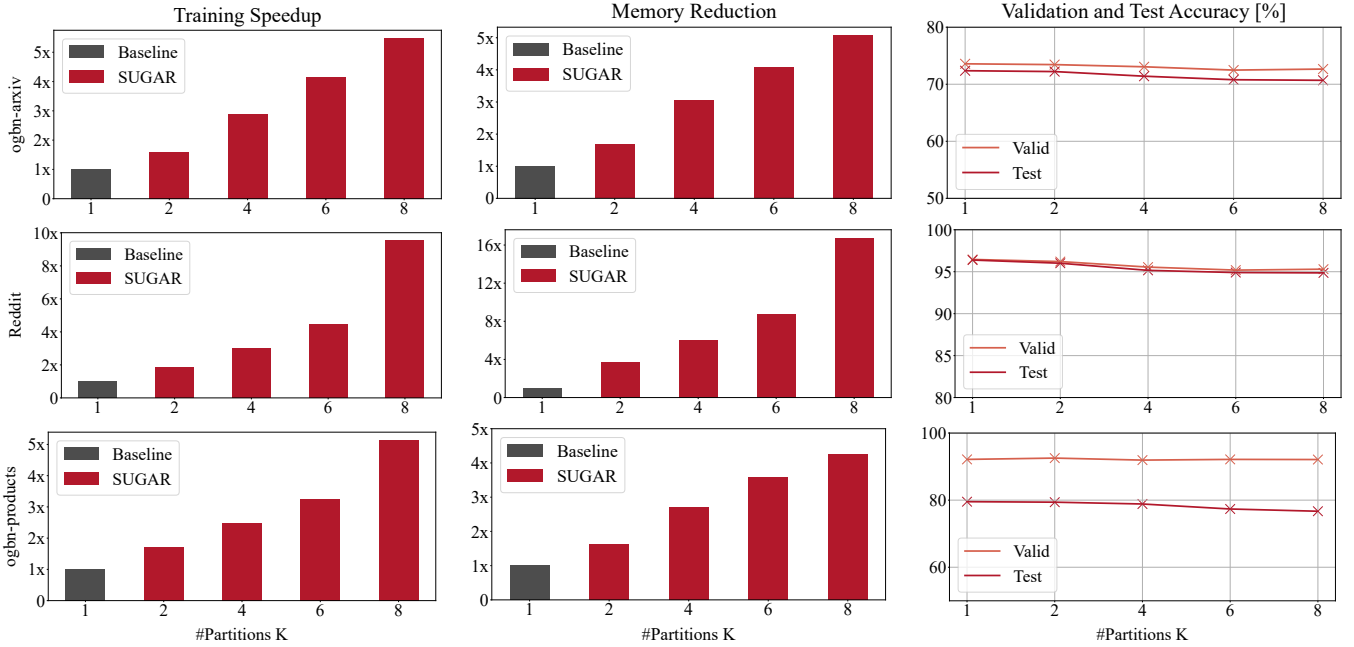 Training Speedup
Memory Reduction
Validation and Test Accuracy [%]
ogbn-arxiv
5x
4x
3x
2x
1x
0
Baseline
SUGAR
1 2 4 6 8
5x
4x
3x
2x
1x
0
Baseline
SUGAR
1 2 4 6 8
80
70
60
50
Valid
Test
1 2 4 6 8
Reddit
10x
8x
6x
4x
2x
0
Baseline
SUGAR
1 2 4 6 8
16x
12x
8x
4x
0
Baseline
SUGAR
1 2 4 6 8
100
95
90
85
80
Valid
Test
1 2 4 6 8
ogbn-products
5x
4x
3x
2x
1x
0
Baseline
SUGAR
1 2 4 6 8
#Partitions K
5x
4x
3x
2x
1x
0
Baseline
SUGAR
1 2 4 6 8
#Partitions K
100
80
60
Valid
Test
1 2 4 6 8
#Partitions K